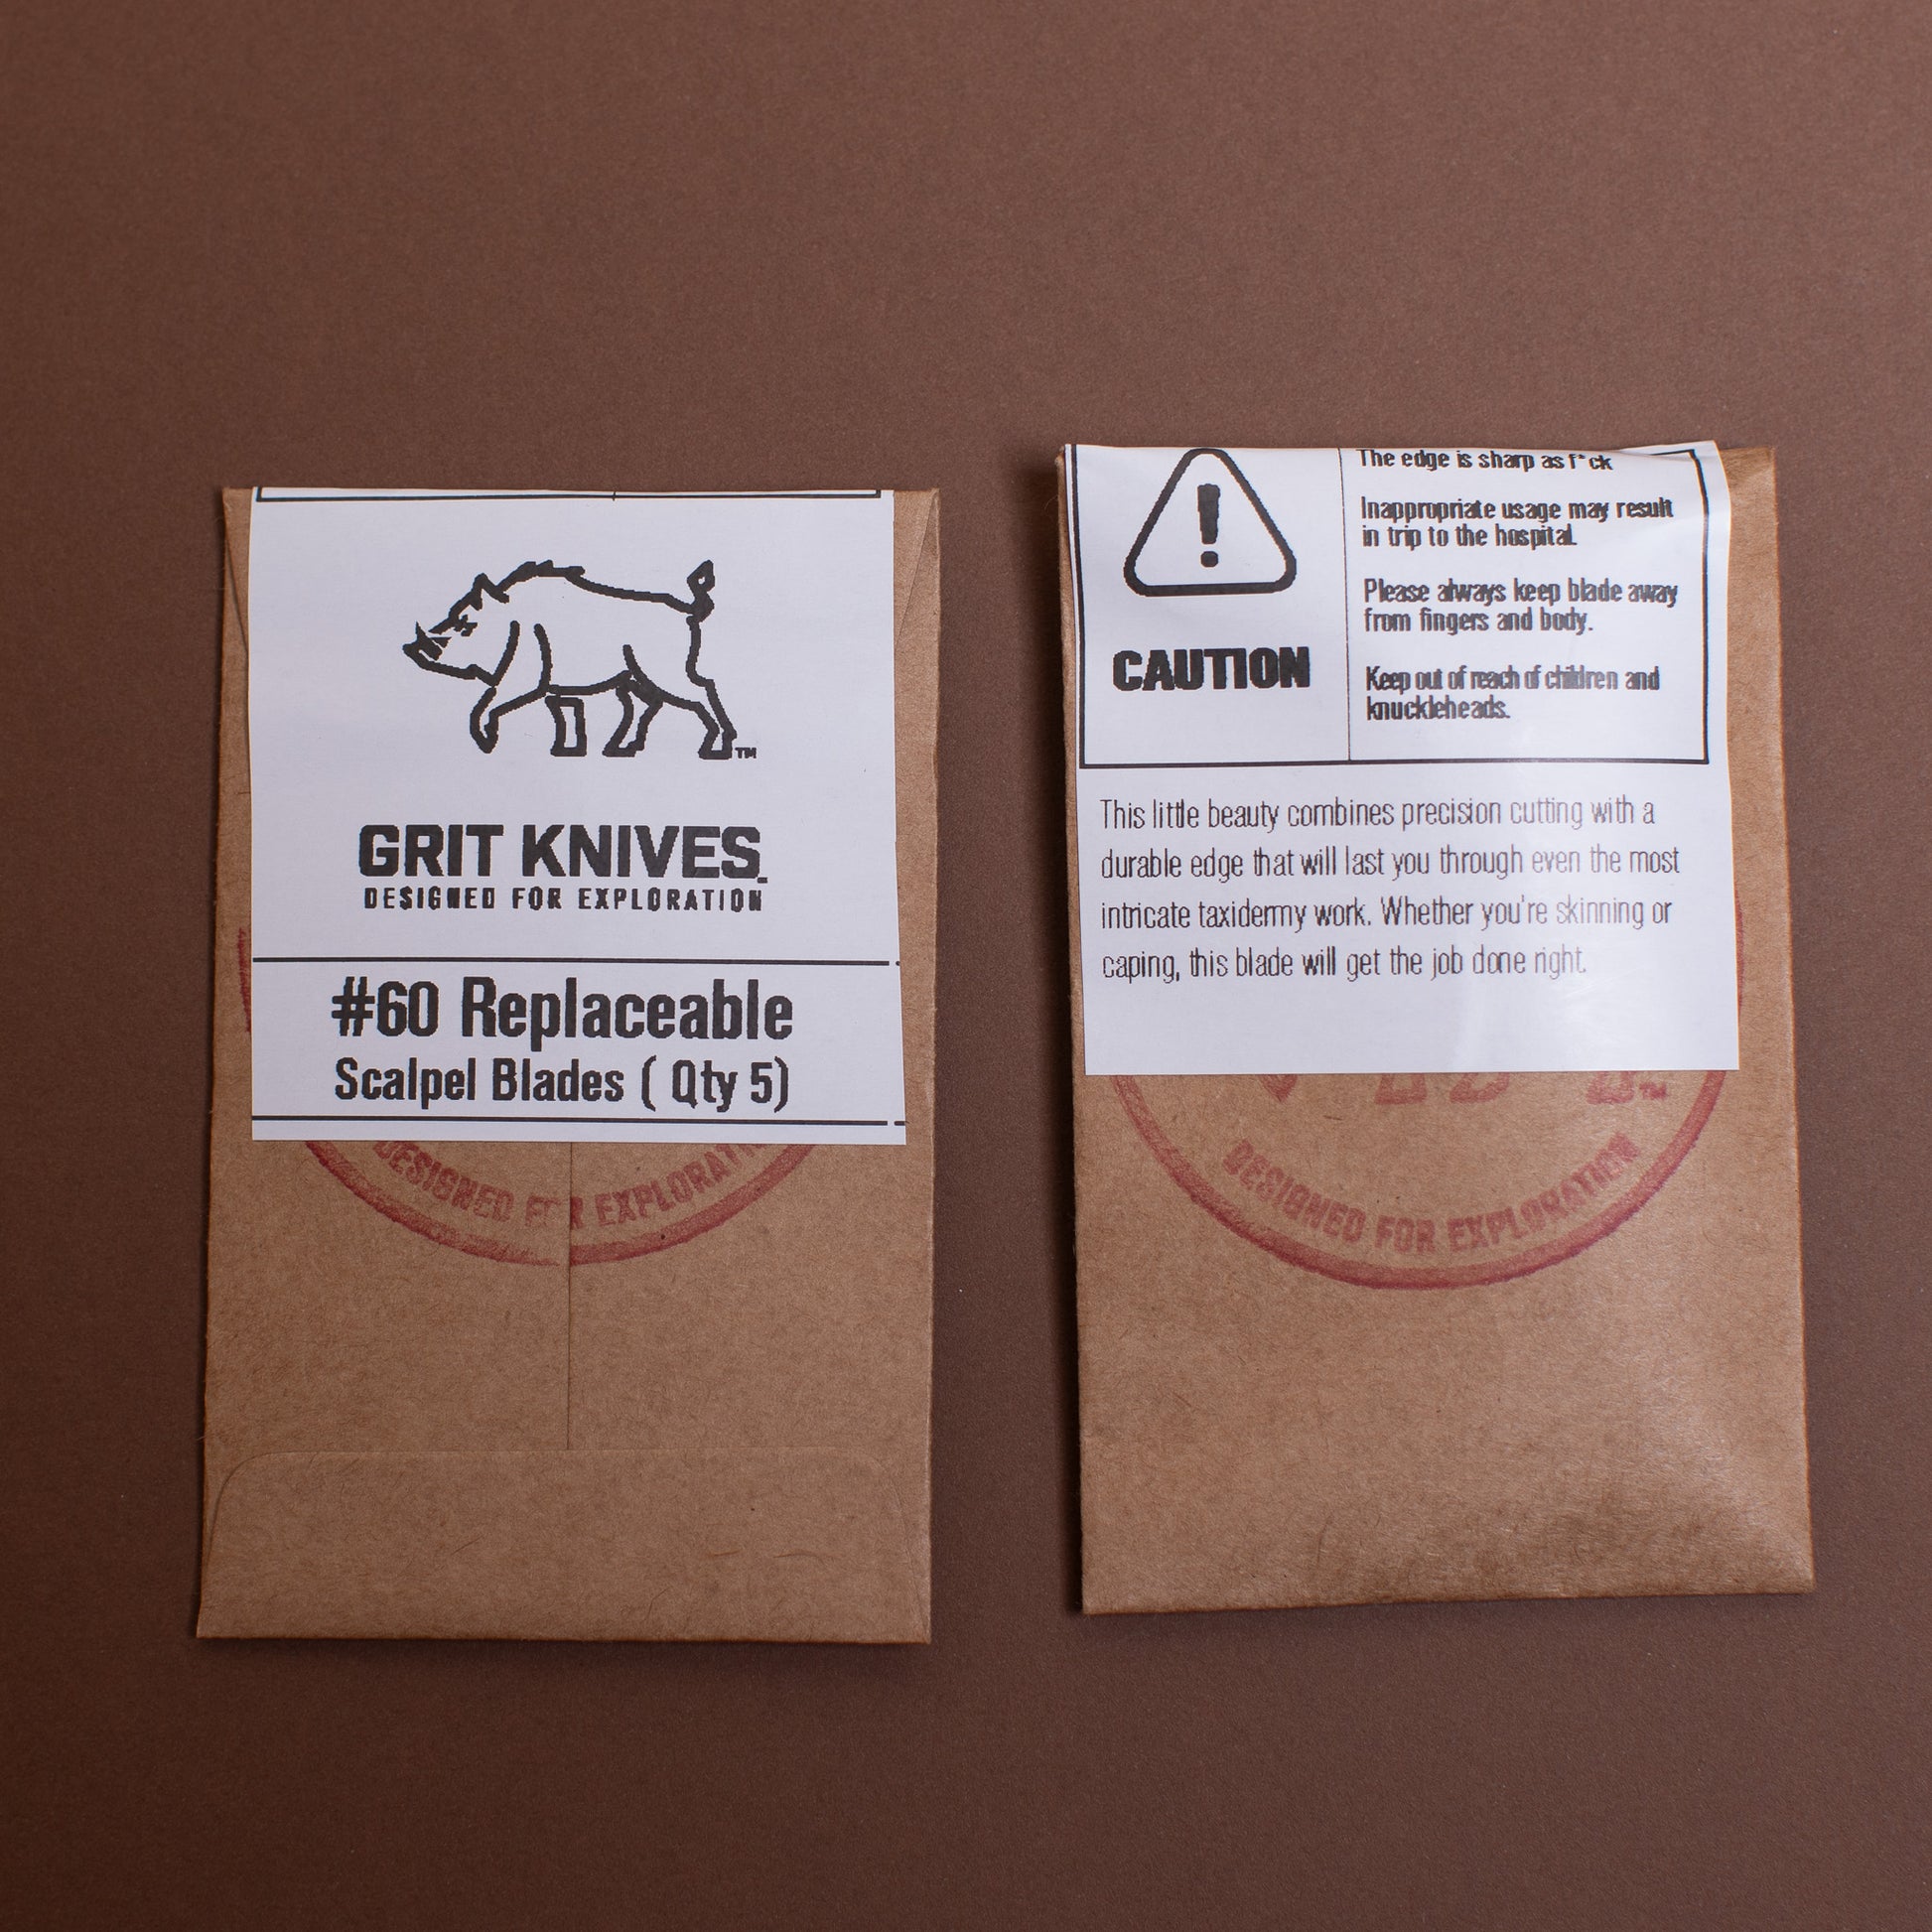 TM
GRIT KNIVES
DESIGNED FOR EXPLORATION
#60 Replaceable
Scalpel Blades ( Qty 5)
DESIGNED EXPLORATI
The edge is sharp as f*ck
Inappropriate usage may result
in trip to the hospital.
Please always keep blade away
from fingers and body.
CAUTION
Keep out of reach of children and
knuckleheads.
This little beauty combines precision cutting with a
durable edge that will last you through even the most
intricate taxidermy work. Whether you're skinning or
caping, this blade will get the job done right.
TM
DESIGNED FOR EXPLORATION